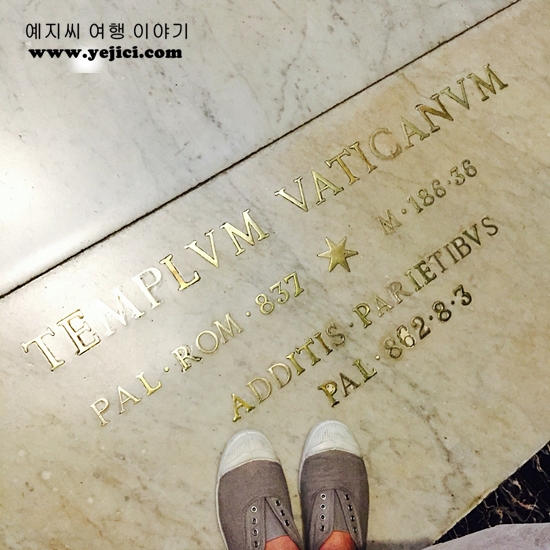 예지씨 여행 이야기
www.yejici.com
TEMPLVM VATICANVM
PAL·ROM·837 M·186·36
ADDITIS·PARIETIBVS
PAL·862·8·3